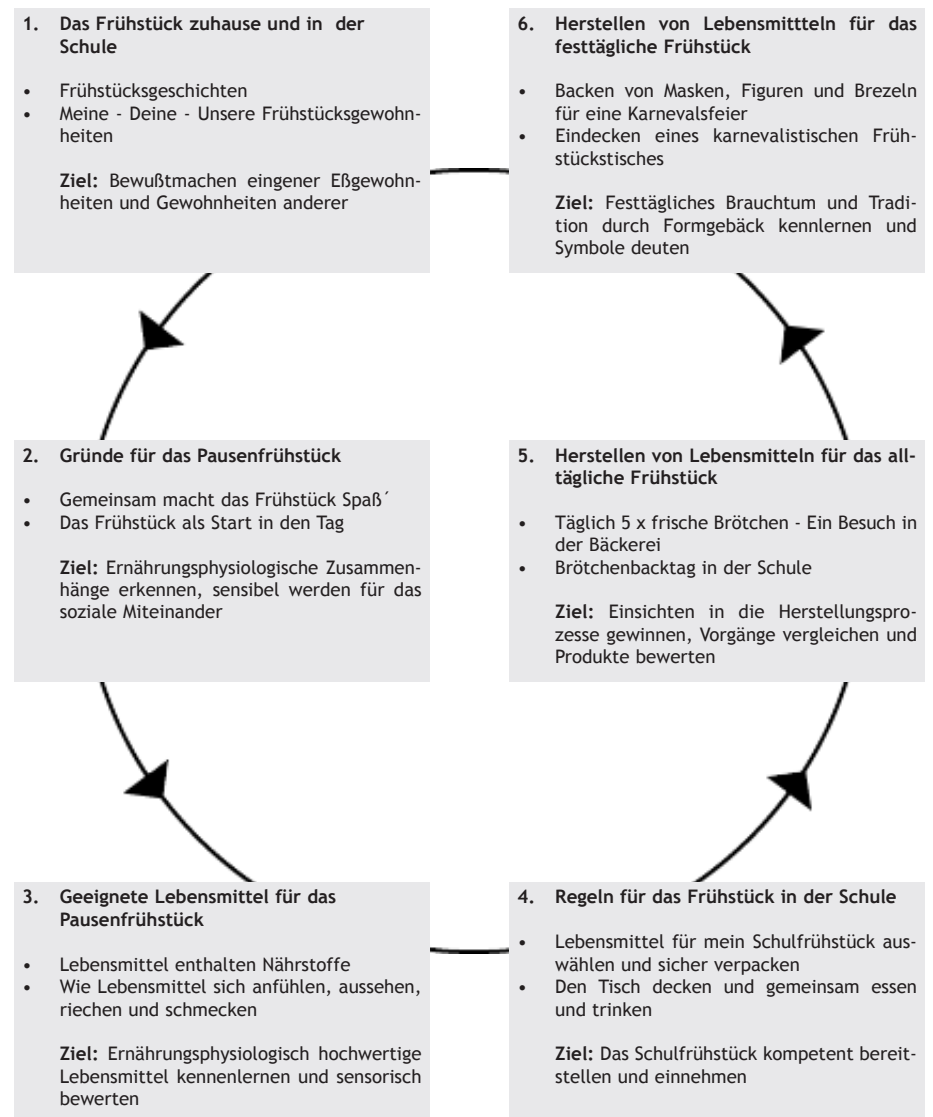 1. Das Frühstück zuhause und in der
Schule
• Frühstücksgeschichten
• Meine - Deine - Unsere Frühstücksgewohn-
heiten
Ziel: Bewußtmachen eingener Eßgewohn-
heiten und Gewohnheiten anderer
2. Gründe für das Pausenfrühstück
• Gemeinsam macht das Frühstück Spaß´
• Das Frühstück als Start in den Tag
Ziel: Ernährungsphysiologische Zusammen-
hänge erkennen, sensibel werden für das
soziale Miteinander
3. Geeignete Lebensmittel für das
Pausenfrühstück
• Lebensmittel enthalten Nährstoffe
• Wie Lebensmittel sich anfühlen, aussehen,
riechen und schmecken
Ziel: Ernährungsphysiologisch hochwertige
Lebensmittel kennenlernen und sensorisch
bewerten
4. Regeln für das Frühstück in der Schule
• Lebensmittel für mein Schulfrühstück aus-
wählen und sicher verpacken
• Den Tisch decken und gemeinsam essen
und trinken
Ziel: Das Schulfrühstück kompetent bereit-
stellen und einnehmen
5. Herstellen von Lebensmitteln für das all-
tägliche Frühstück
• Täglich 5 x frische Brötchen - Ein Besuch in
der Bäckerei
• Brötchenbacktag in der Schule
Ziel: Einsichten in die Herstellungspro-
zesse gewinnen, Vorgänge vergleichen und
Produkte bewerten
6. Herstellen von Lebensmittteln für das
festtägliche Frühstück
• Backen von Masken, Figuren und Brezeln
für eine Karnevalsfeier
• Eindecken eines karnevalistischen Früh-
stückstisches
Ziel: Festtägliches Brauchtum und Tradi-
tion durch Formgebäck kennlernen und
Symbole deuten